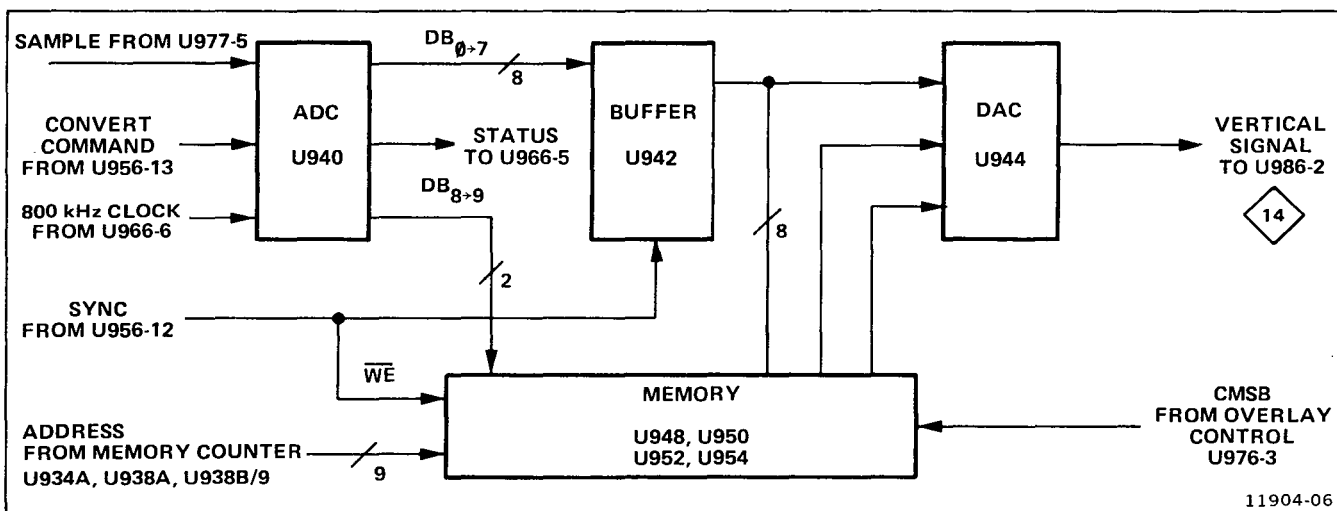 SAMPLE FROM U977-5
CONVERT
COMMAND
FROM U956-13
800 kHz CLOCK
FROM U966-6
ADC
U940
DB0→7
8
STATUS
TO U966-5
DB8→9
2
BUFFER
U942
8
DAC
U944
VERTICAL
SIGNAL
TO U986-2
14
SYNC
FROM U956-12
WE
ADDRESS
FROM MEMORY COUNTER
U934A, U938A, U938B/9
9
MEMORY
U948, U950
U952, U954
CMSB
FROM OVERLAY
CONTROL
U976-3
11904-06